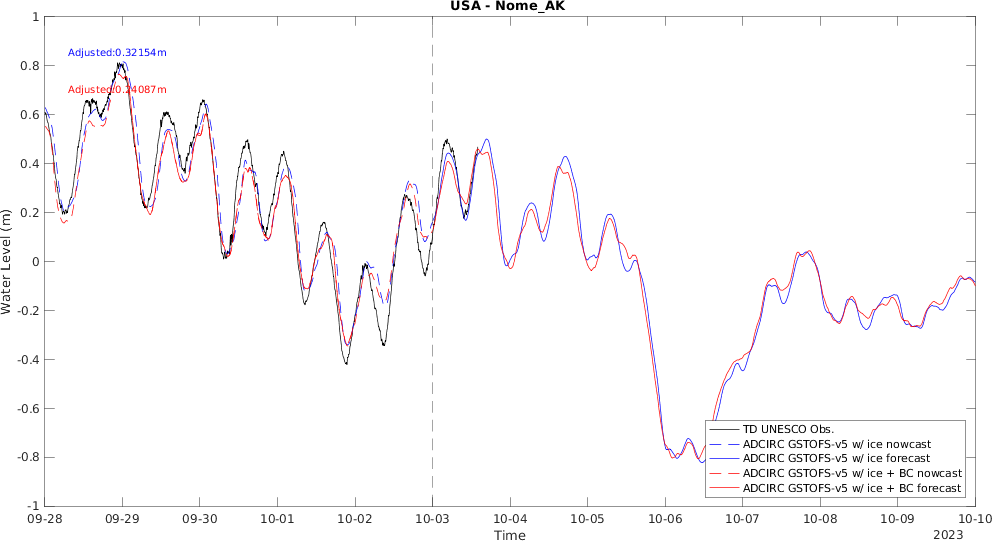 USA - Nome_AK
Adjusted:0.32154m
Adjusted:0.24087m
Water Level (m)
1
0.8
0.6
0.4
0.2
0
-0.2
-0.4
-0.6
-0.8
-1
TD UNESCO Obs.
ADCIRC GSTOFS-v5 w/ ice nowcast
ADCIRC GSTOFS-v5 w/ ice forecast
ADCIRC GSTOFS-v5 w/ ice + BC nowcast
ADCIRC GSTOFS-v5 w/ ice + BC forecast
09-28 09-29 09-30 10-01 10-02 10-03 10-04 10-05 10-06 10-07 10-08 10-09 10-10
Time
2023